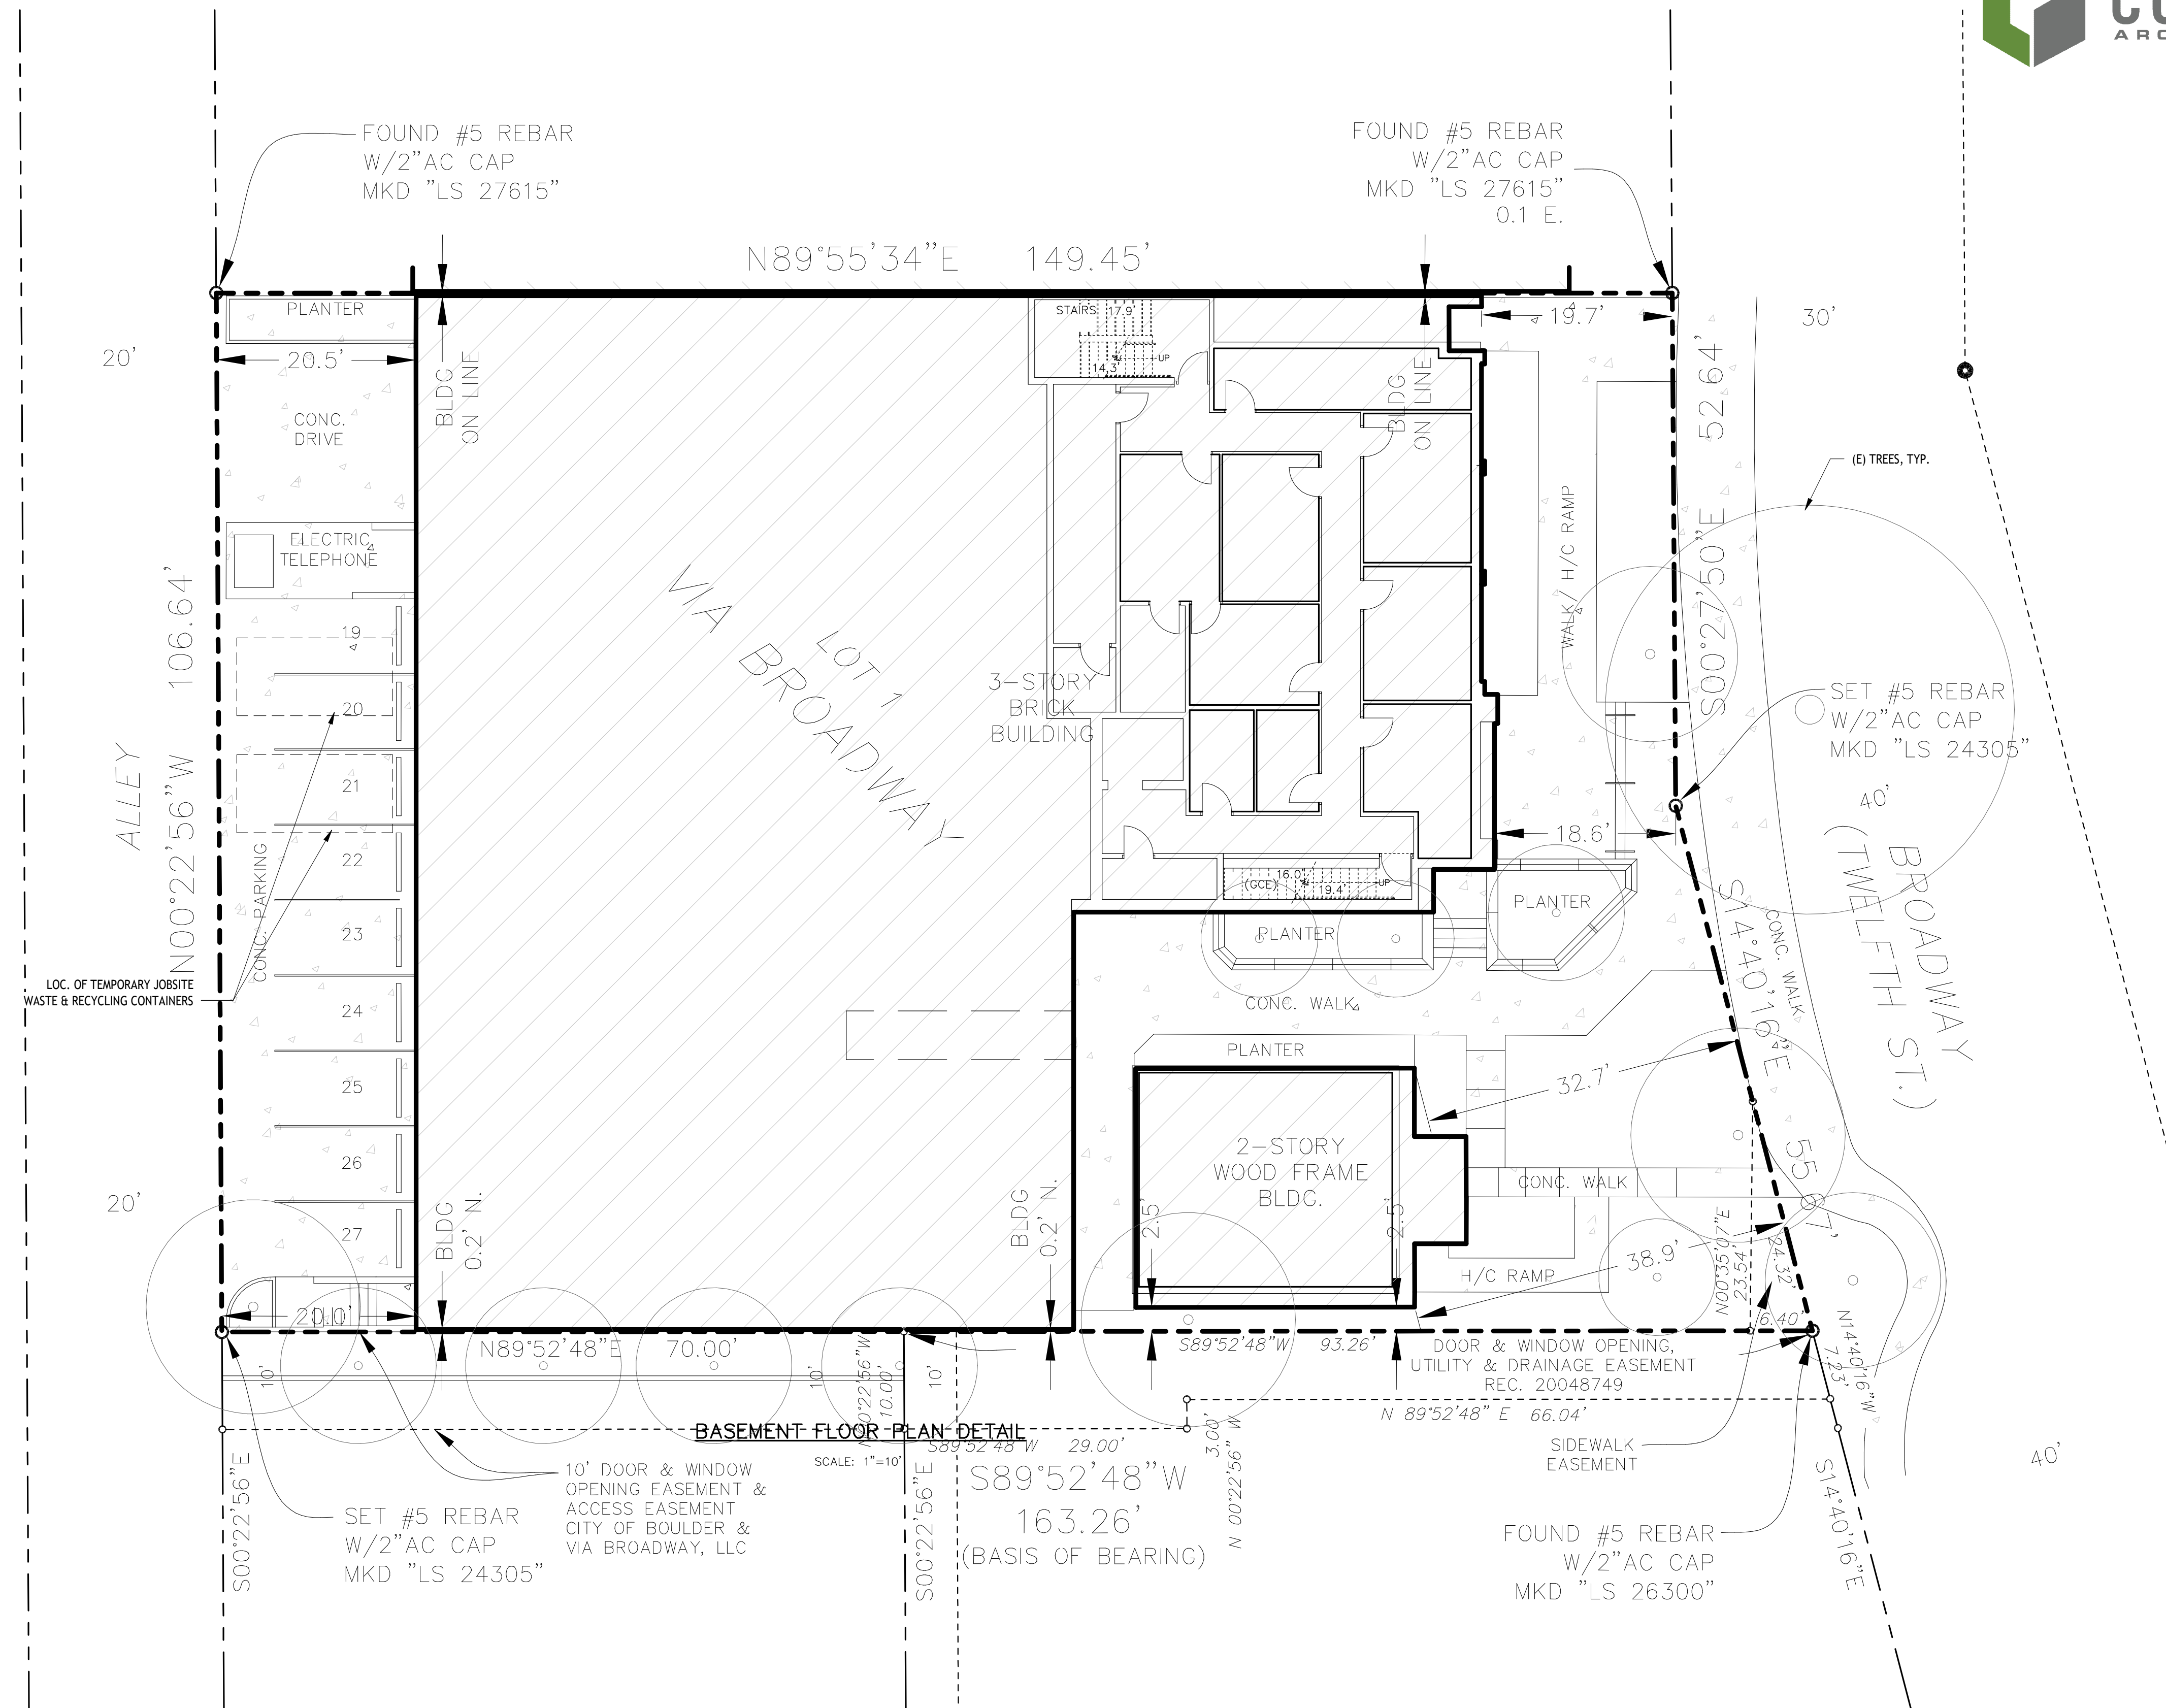 FOUND #5 REBAR
W/2"AC CAP
MKD "LS 27615"
FOUND #5 REBAR
W/2"AC CAP
MKD "LS 27615"
0.1 E.
N89°55'34"E 149.45'
PLANTER
20'
20.5'
CONC.
DRIVE
BLDG
ON LINE
STAIRS
17.9'
14.3'
UP
BLDG
ON LINE
19.7'
30'
S00°27'50"E 52.64'
(E) TREES, TYP.
WALK/ H/C RAMP
ELECTRIC
TELEPHONE
N00°22'56"W 106.64'
ALLEY
19
20
21
22
23
24
25
26
27
CONC. PARKING
LOC. OF TEMPORARY JOBSITE
WASTE & RECYCLING CONTAINERS
LOT 1
VIA
BROADWAY
3-STORY
BRICK
BUILDING
SET #5 REBAR
W/2"AC CAP
MKD "LS 24305"
40'
BROADWAY
(TWELFTH ST.)
18.6'
(GCE)
16.0'
19.4'
UP
PLANTER
PLANTER
CONC. WALK
CONC. WALK
S14°40'16"E 55.7'
PLANTER
32.7'
2-STORY
WOOD FRAME
BLDG.
2.5'
2.5'
CONC. WALK
H/C RAMP
38.9'
N00°35'07"E
23.54'
24.32'
6.40'
20'
BLDG
0.2' N.
BLDG
0.2' N.
20.0'
N89°52'48"E 70.00'
10'
10'
10'
N00°22'56"W
10.00'
S89°52'48"W 93.26'
DOOR & WINDOW OPENING,
UTILITY & DRAINAGE EASEMENT
REC. 20048749
N 89°52'48" E 66.04'
N14°40'16"W
7.23'
BASEMENT FLOOR PLAN DETAIL
SCALE: 1"=10'
S89°52'48"W 29.00'
3.00'
N 00°22'56" W
S89°52'48"W
163.26'
(BASIS OF BEARING)
SIDEWALK
EASEMENT
40'
S00°22'56"E
S00°22'56"E
10' DOOR & WINDOW
OPENING EASEMENT &
ACCESS EASEMENT
CITY OF BOULDER &
VIA BROADWAY, LLC
SET #5 REBAR
W/2"AC CAP
MKD "LS 24305"
FOUND #5 REBAR
W/2"AC CAP
MKD "LS 26300"
S14°40'16"E